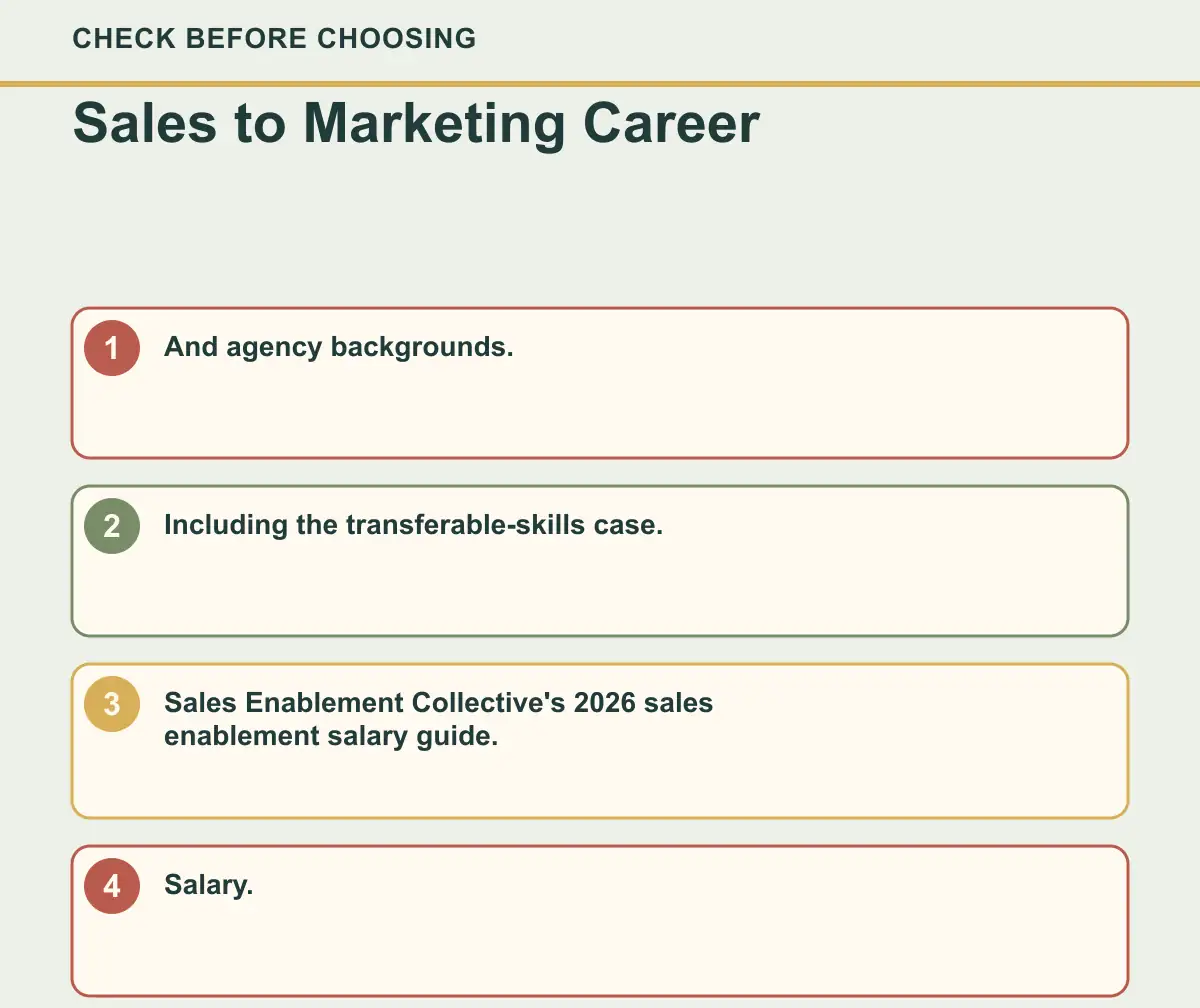 CHECK BEFORE CHOOSING
Sales to Marketing Career
1
And agency backgrounds.
2
Including the transferable-skills case.
3
Sales Enablement Collective's 2026 sales
enablement salary guide.
4
Salary.